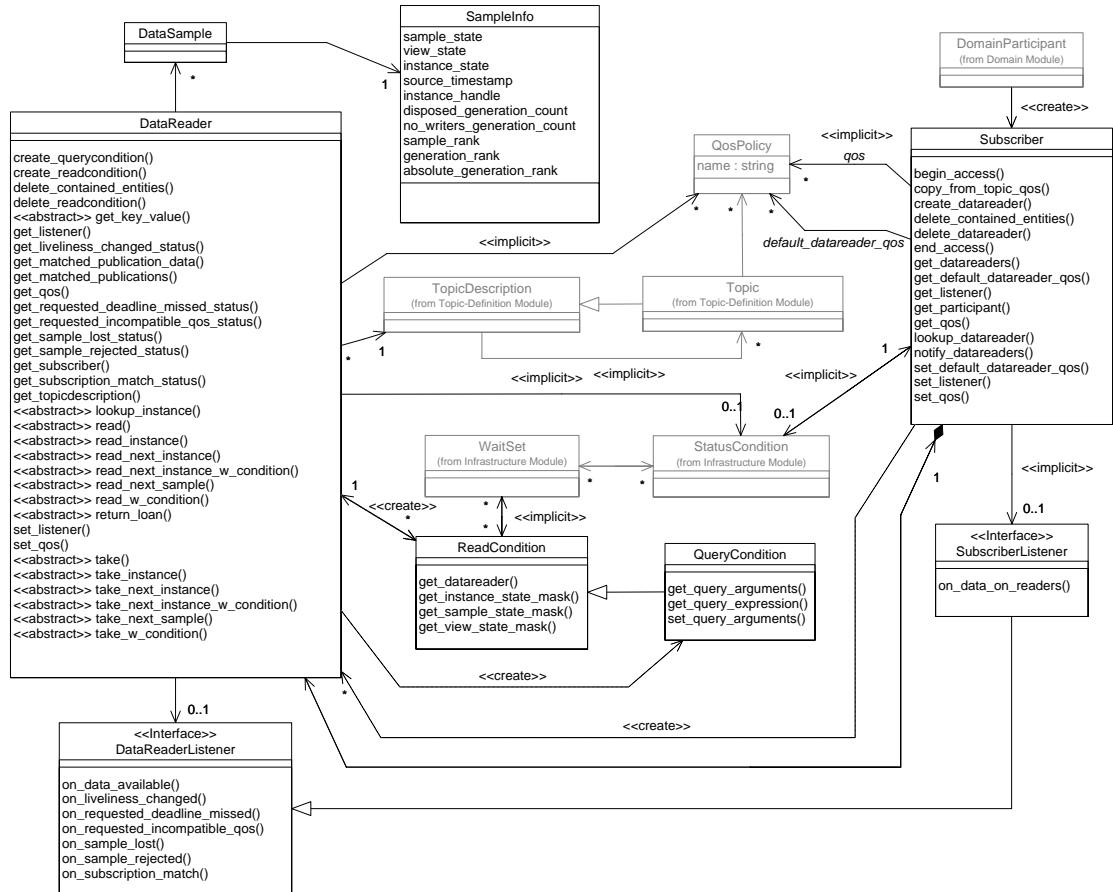 DataSample
*
SampleInfo
sample_state
view_state
instance_state
source_timestamp
instance_handle
disposed_generation_count
no_writers_generation_count
sample_rank
generation_rank
absolute_generation_rank
1
DomainParticipant
(from Domain Module)
<<create>>
DataReader
create_querycondition()
create_readcondition()
delete_contained_entities()
delete_readcondition()
<<abstract>> get_key_value()
get_listener()
get_liveliness_changed_status()
get_matched_publication_data()
get_matched_publications()
get_qos()
get_requested_deadline_missed_status()
get_requested_incompatible_qos_status()
get_sample_lost_status()
get_sample_rejected_status()
get_subscriber()
get_subscription_match_status()
get_topicdescription()
<<abstract>> lookup_instance()
<<abstract>> read()
<<abstract>> read_instance()
<<abstract>> read_next_instance()
<<abstract>> read_next_instance_w_condition()
<<abstract>> read_next_sample()
<<abstract>> read_w_condition()
<<abstract>> return_loan()
set_listener()
set_qos()
<<abstract>> take()
<<abstract>> take_instance()
<<abstract>> take_next_instance()
<<abstract>> take_next_instance_w_condition()
<<abstract>> take_next_sample()
<<abstract>> take_w_condition()
QosPolicy
name : string
<<implicit>>
qos
*
*
*
*
default_datareader_qos
<<implicit>>
Subscriber
begin_access()
copy_from_topic_qos()
create_datareader()
delete_contained_entities()
delete_datareader()
end_access()
get_datareaders()
get_default_datareader_qos()
get_listener()
get_participant()
get_qos()
lookup_datareader()
notify_datareaders()
set_default_datareader_qos()
set_listener()
set_qos()
TopicDescription
(from Topic-Definition Module)
Topic
(from Topic-Definition Module)
*
1
*
1
<<implicit>>
<<implicit>>
<<implicit>>
0..1
0..1
WaitSet
(from Infrastructure Module)
StatusCondition
(from Infrastructure Module)
*
*
1
<<create>>
*
*
*
<<implicit>>
1
<<implicit>>
0..1
ReadCondition
get_datareader()
get_instance_state_mask()
get_sample_state_mask()
get_view_state_mask()
QueryCondition
get_query_arguments()
get_query_expression()
set_query_arguments()
<<Interface>>
SubscriberListener
on_data_on_readers()
<<create>>
*
<<create>>
0..1
<<Interface>>
DataReaderListener
on_data_available()
on_liveliness_changed()
on_requested_deadline_missed()
on_requested_incompatible_qos()
on_sample_lost()
on_sample_rejected()
on_subscription_match()